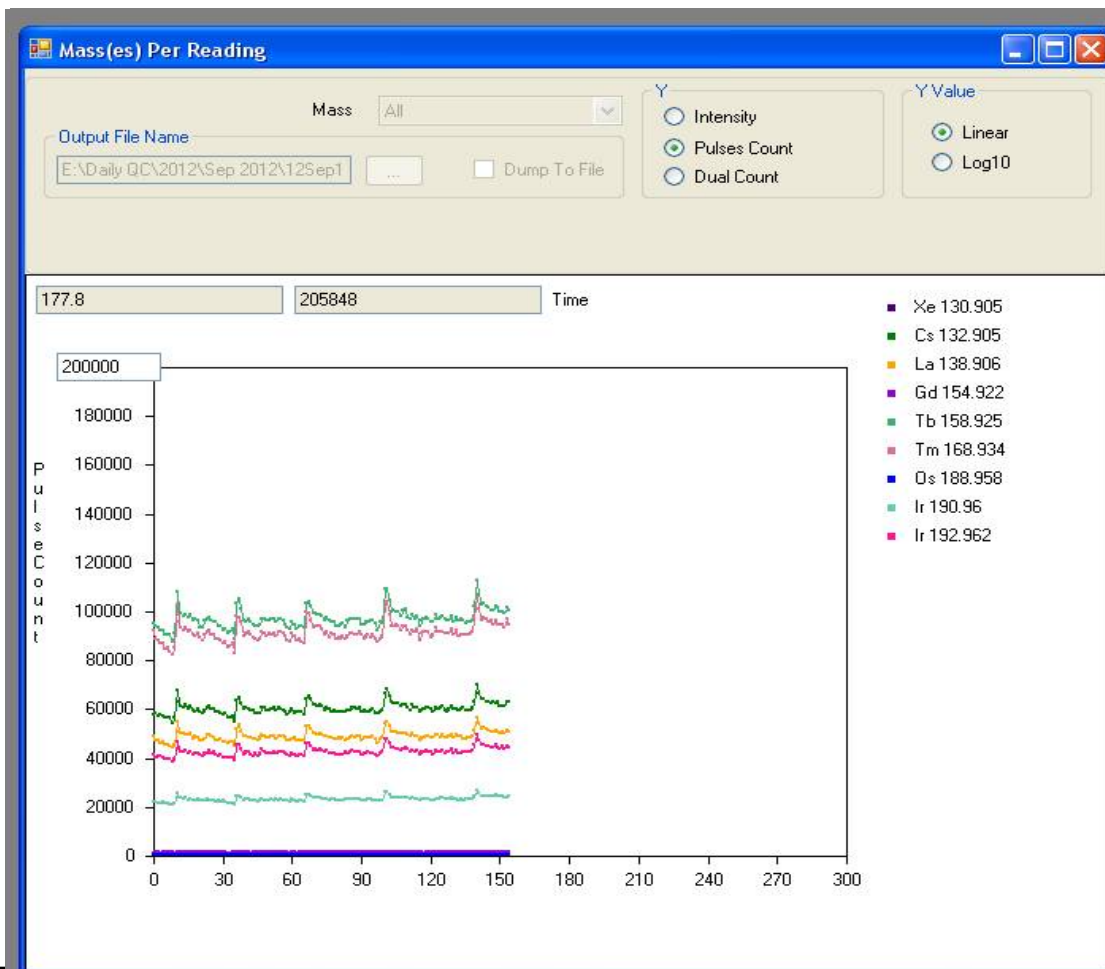 Mass(es) Per Reading
Mass All
Output File Name
E:\Daily QC\2012\Sep 2012\12Sep1
...
Dump To File
Y
Intensity
Pulses Count
Dual Count
Y Value
Linear
Log10
177.8 205848 Time
Xe 130.905
Cs 132.905
La 138.906
Gd 154.922
Tb 158.925
Tm 168.934
Os 188.958
Ir 190.96
Ir 192.962
PulseCount
200000
180000
160000
140000
120000
100000
80000
60000
40000
20000
0
0 30 60 90 120 150 180 210 240 270 300